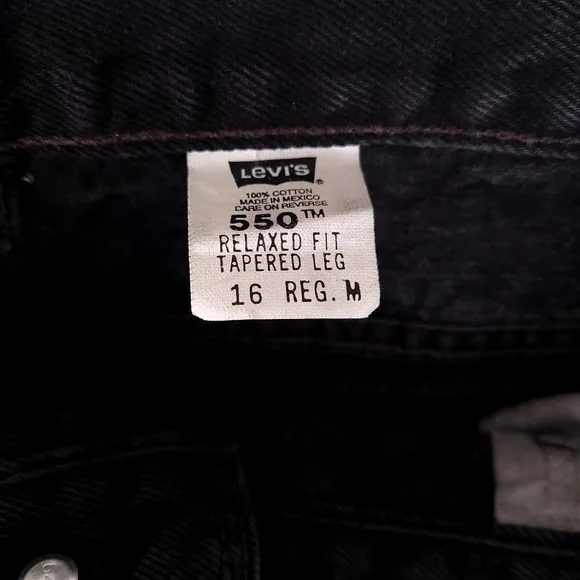 LEVI'S ®
100% COTTON
MADE IN MEXICO
CARE ON REVERSE
550™
RELAXED FIT
TAPERED LEG
16 REG. M